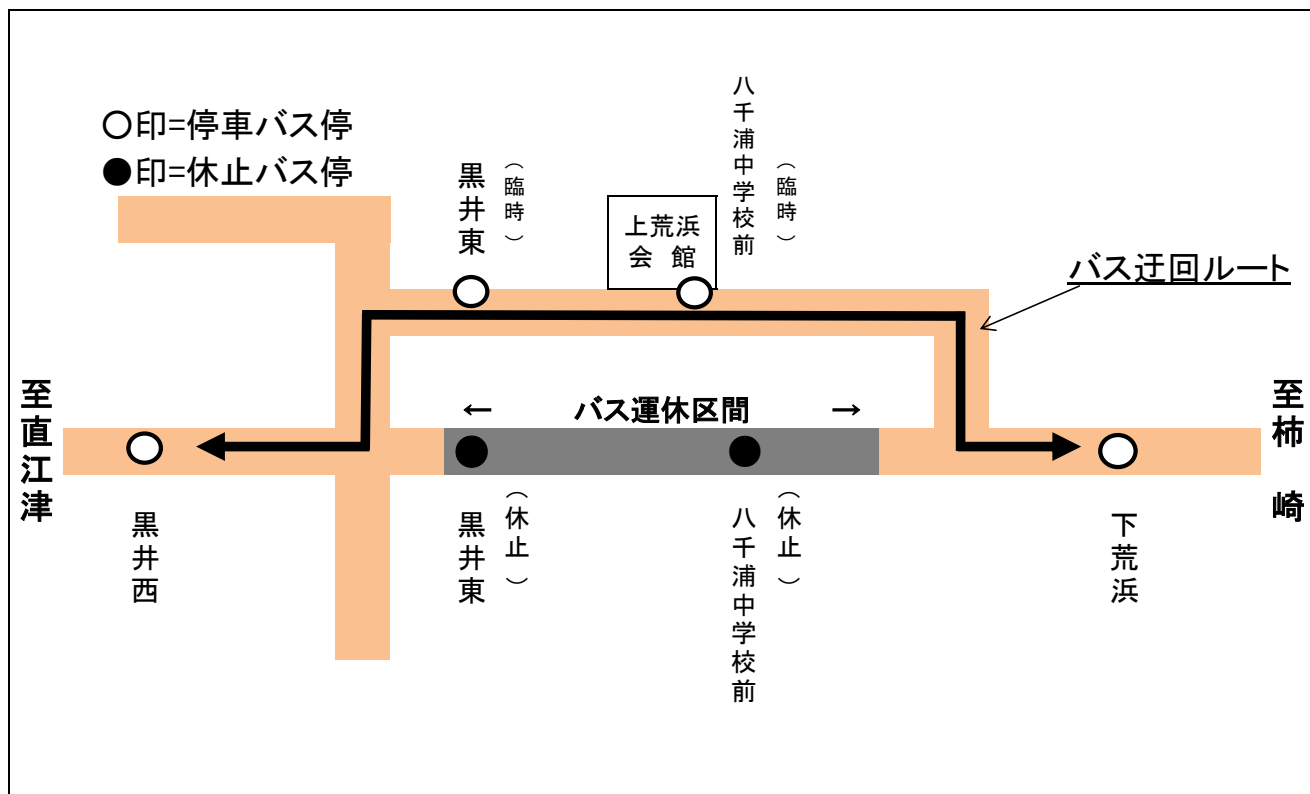 ○印=停車バス停
●印=休止バス停
黒井東
（臨時）
上荒浜
会　館
八千浦中学校前
（臨時）
バス迂回ルート
至直江津
← バス運休区間 →
至柿　崎
黒井西
黒井東
（休止）
八千浦中学校前
（休止）
下荒浜